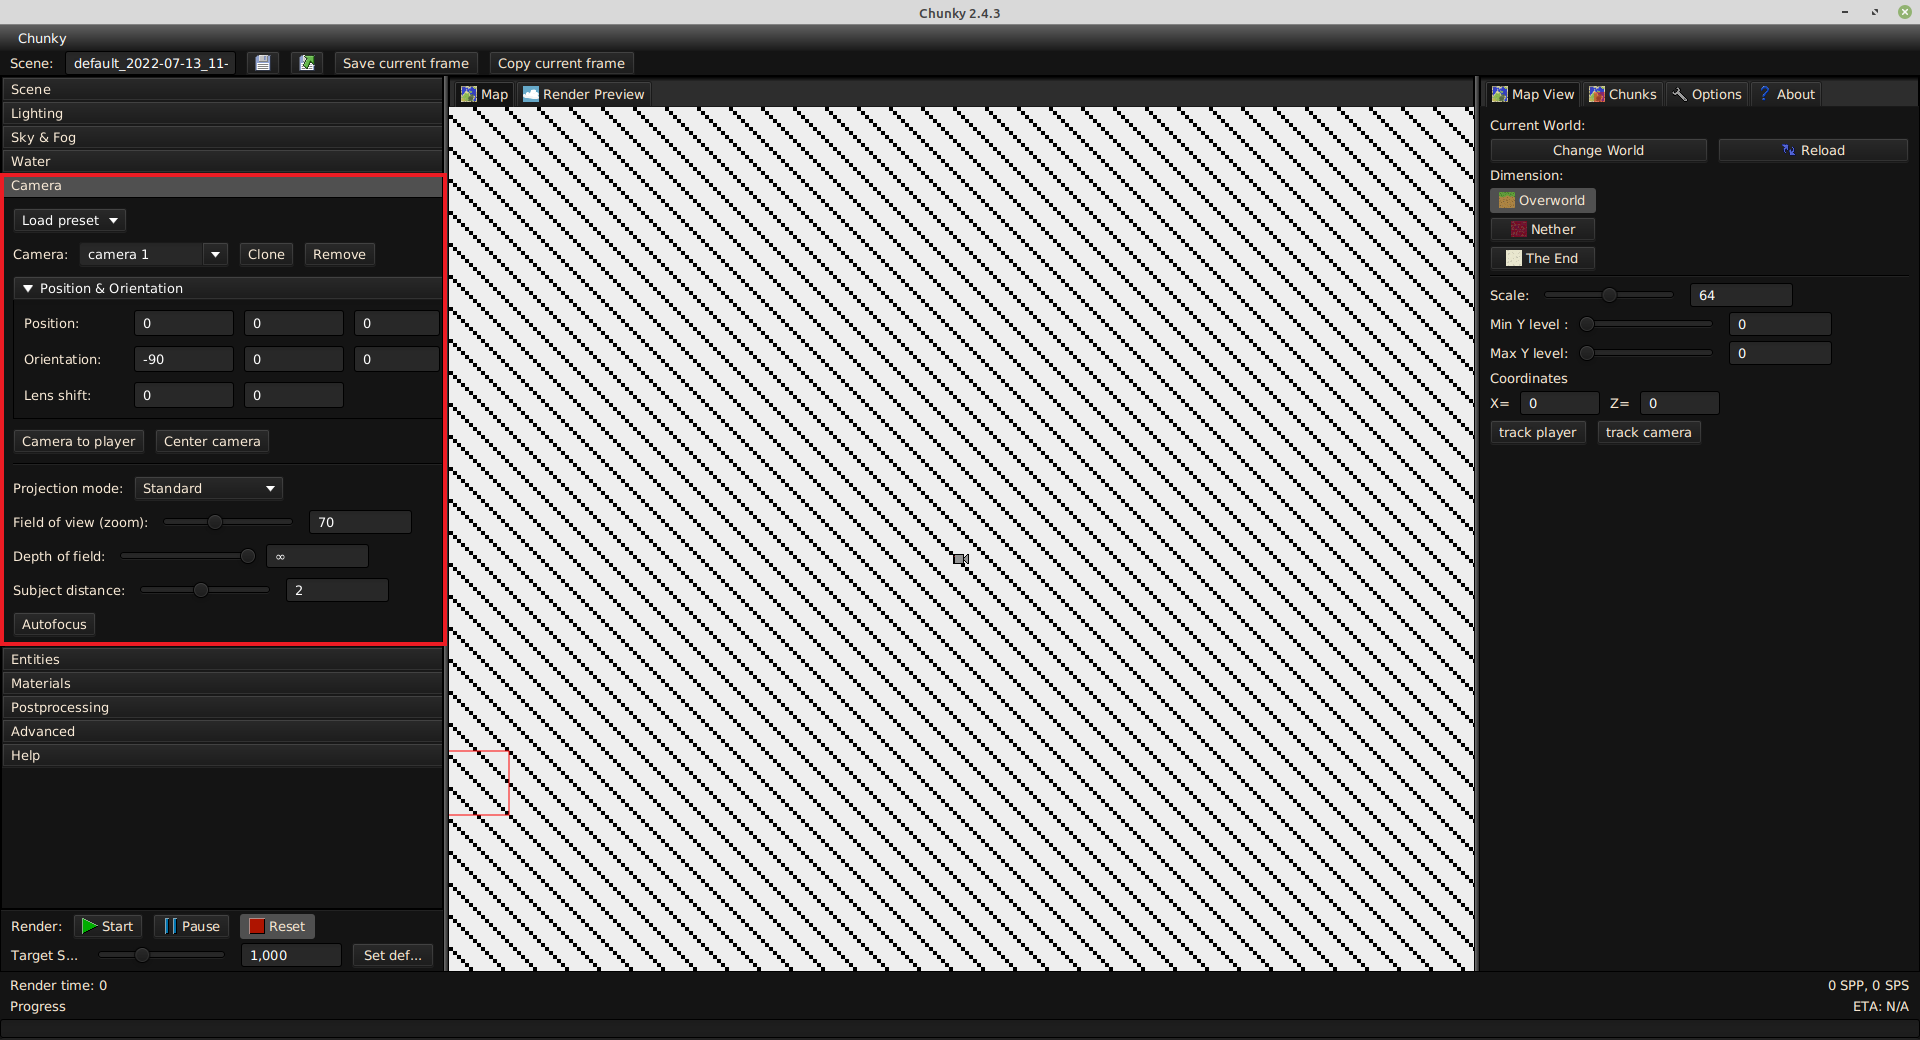 Chunky 2.4.3
Chunky
Scene: default_2022-07-13_11- Save current frame Copy current frame
Scene
Lighting
Sky & Fog
Water
Camera
Load preset
Camera: camera 1 Clone Remove
Position & Orientation
Position: 0 0 0
Orientation: -90 0 0
Lens shift: 0 0
Camera to player Center camera
Projection mode: Standard
Field of view (zoom): 70
Depth of field: ∞
Subject distance: 2
Autofocus
Entities
Materials
Postprocessing
Advanced
Help
Render: Start Pause Reset
Target S... 1,000 Set def...
Map Render Preview
Map View Chunks Options ? About
Current World:
Change World Reload
Dimension:
Overworld
Nether
The End
Scale: 64
Min Y level : 0
Max Y level: 0
Coordinates
X= 0 Z= 0
track player track camera
Render time: 0
Progress
0 SPP, 0 SPS
ETA: N/A